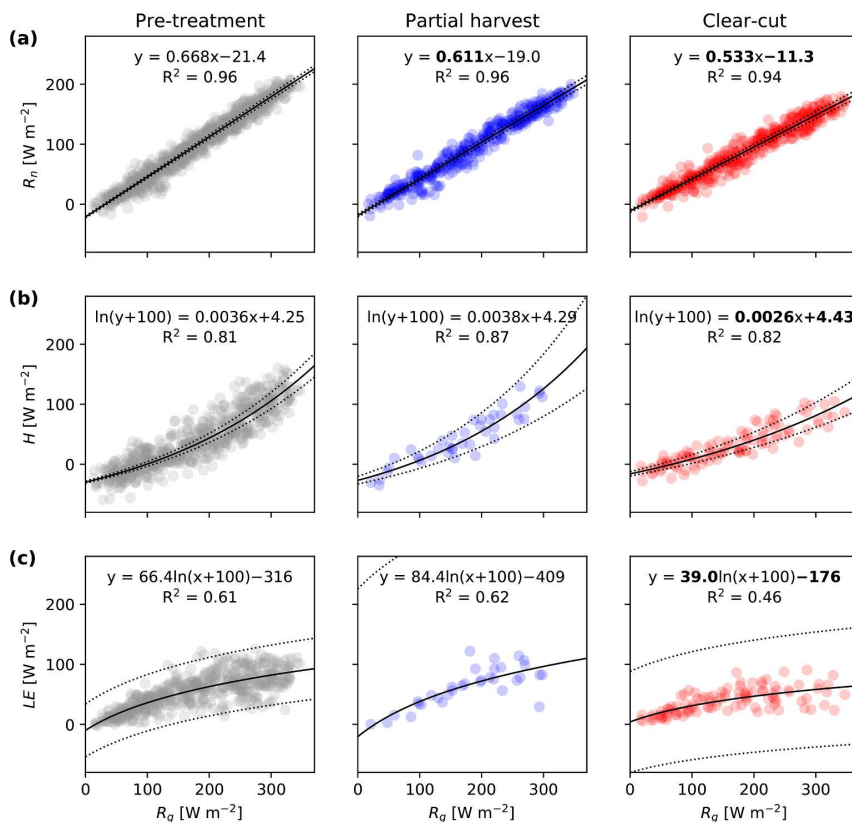 Pre-treatment Partial harvest Clear-cut
(a)
y = 0.668x−21.4 y = 0.611x−19.0 y = 0.533x−11.3
R² = 0.96 R² = 0.96 R² = 0.94
200
100
0
Rₙ [W m⁻²]
(b)
ln(y+100) = 0.0036x+4.25 ln(y+100) = 0.0038x+4.29 ln(y+100) = 0.0026x+4.43
R² = 0.81 R² = 0.87 R² = 0.82
200
100
0
H [W m⁻²]
(c)
y = 66.4ln(x+100)−316 y = 84.4ln(x+100)−409 y = 39.0ln(x+100)−176
R² = 0.61 R² = 0.62 R² = 0.46
200
100
0
LE [W m⁻²]
0 100 200 300 0 100 200 300 0 100 200 300
R_g [W m⁻²] R_g [W m⁻²] R_g [W m⁻²]